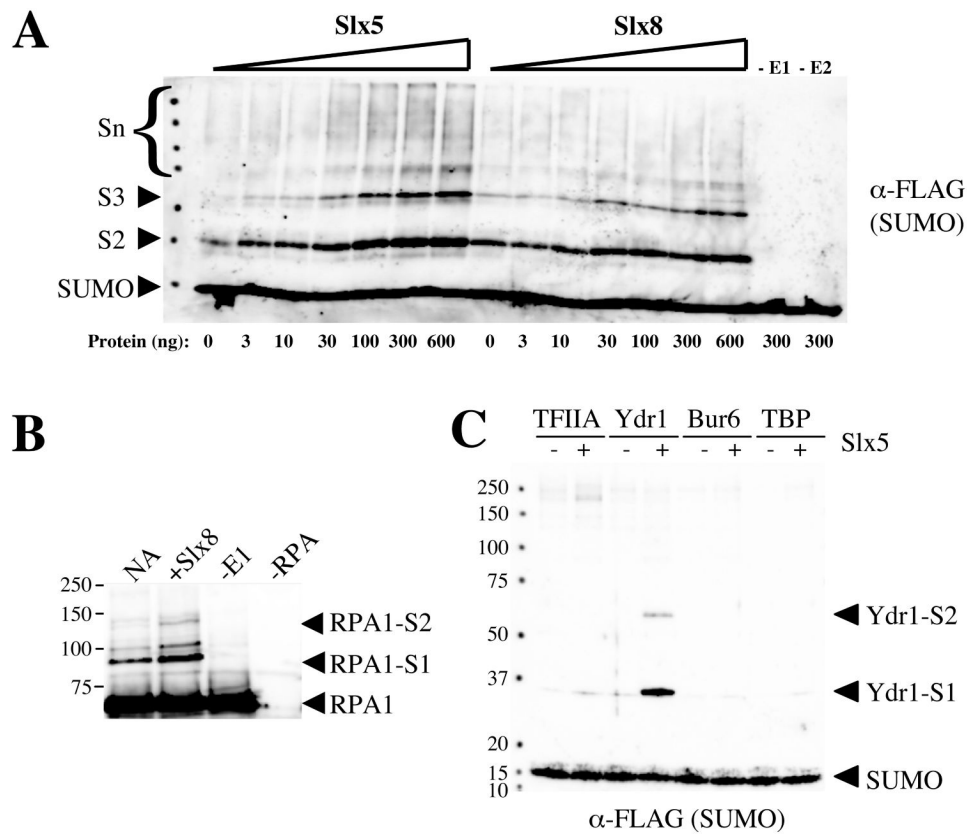 A
Slx5 Slx8
- E1 - E2
Sn
S3
S2
SUMO
α-FLAG
(SUMO)
Protein (ng): 0 3 10 30 100 300 600 0 3 10 30 100 300 600 300 300
B
NA +Slx8 -E1 -RPA
250
150
100
75
RPA1-S2
RPA1-S1
RPA1
C
TFIIA Ydr1 Bur6 TBP
- + - + - + - + Slx5
250
150
100
75
50
37
20
15
10
Ydr1-S2
Ydr1-S1
SUMO
α-FLAG (SUMO)